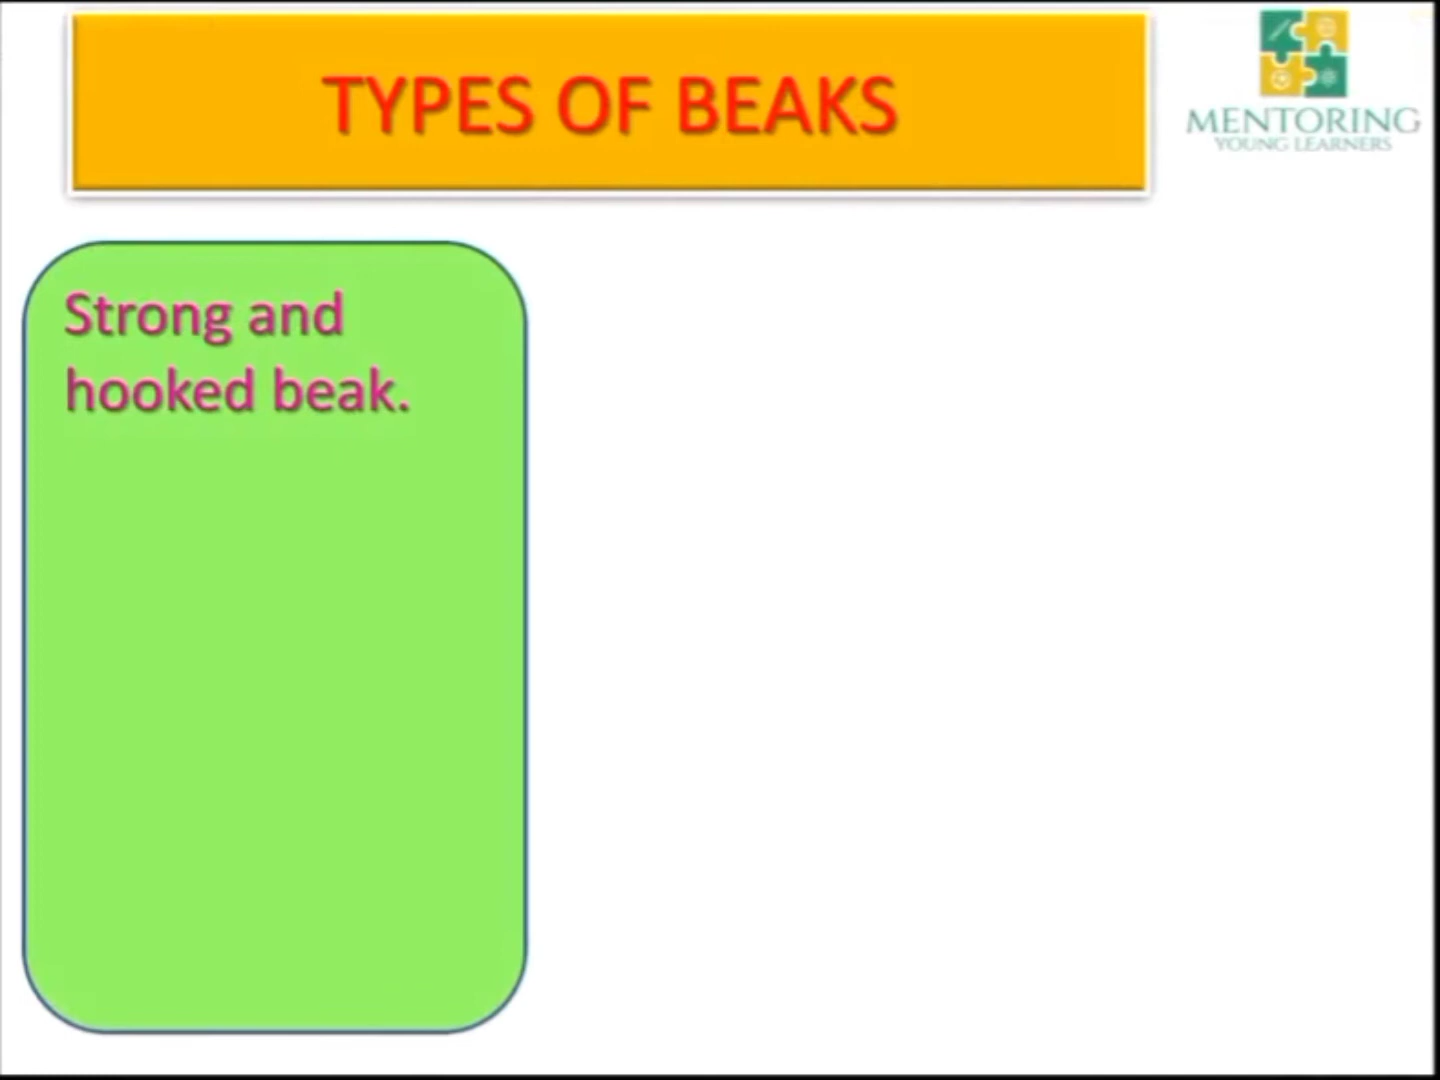 TYPES OF BEAKS
MENTORING
YOUNG LEARNERS
Strong and
hooked beak.